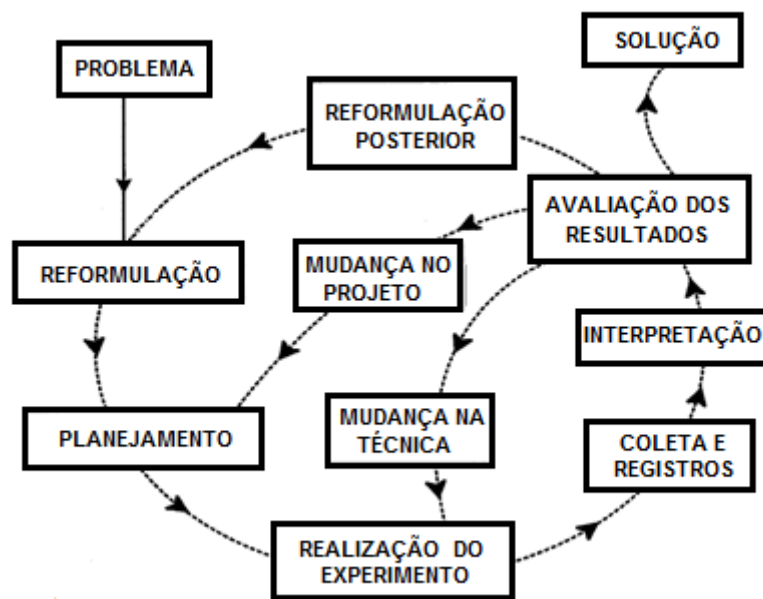 SOLUÇÃO
PROBLEMA
REFORMULAÇÃO
POSTERIOR
AVALIAÇÃO DOS
RESULTADOS
REFORMULAÇÃO
MUDANÇA NO
PROJETO
INTERPRETAÇÃO
PLANEJAMENTO
MUDANÇA NA
TÉCNICA
COLETA E
REGISTROS
REALIZAÇÃO DO
EXPERIMENTO